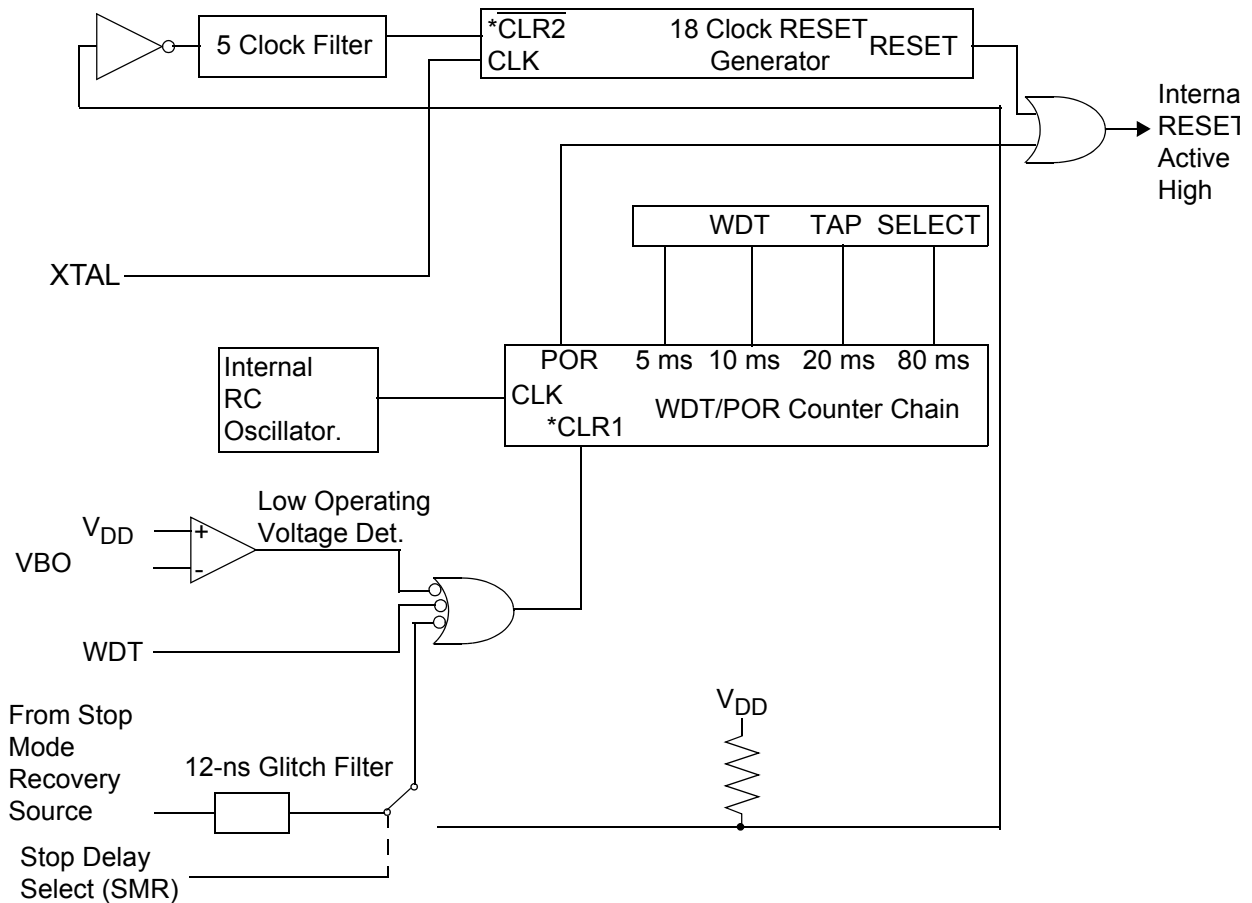 5 Clock Filter
*CLR2
CLK
18 Clock RESET
Generator
RESET
Interna
RESET
Active
High
WDT TAP SELECT
XTAL
POR 5 ms 10 ms 20 ms 80 ms
CLK
*CLR1
WDT/POR Counter Chain
Internal
RC
Oscillator.
Low Operating
Voltage Det.
VDD
+
VBO
-
WDT
VDD
From Stop
Mode
Recovery
Source
12-ns Glitch Filter
Stop Delay
Select (SMR)